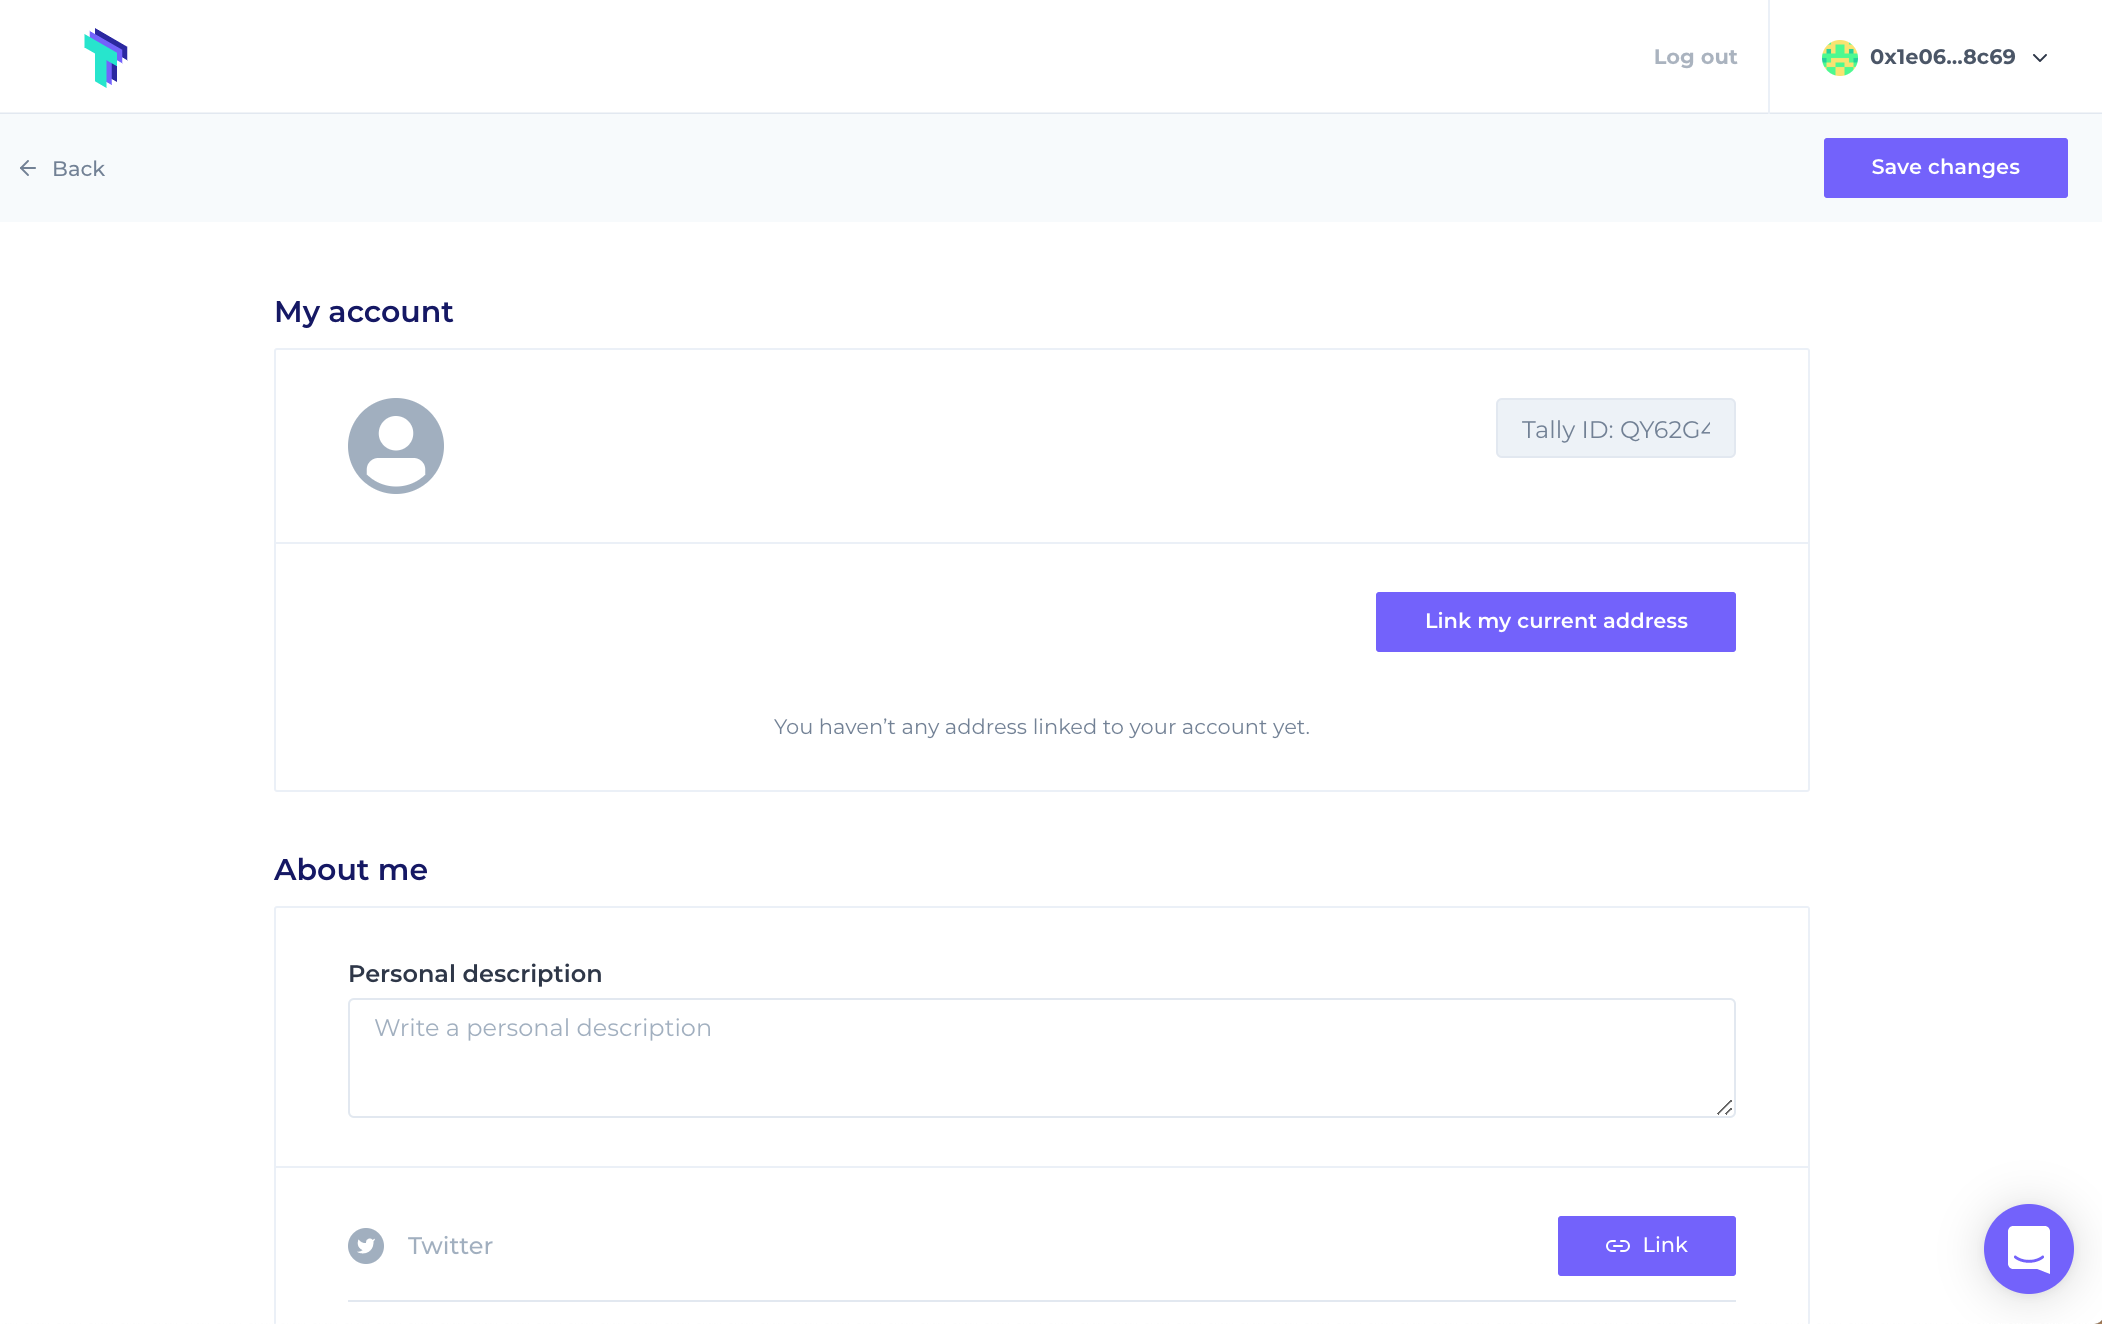 Log out
0x1e06...8c69
Back
Save changes
My account
Tally ID: QY62G
Link my current address
You haven’t any address linked to your account yet.
About me
Personal description
Write a personal description
Twitter
Link